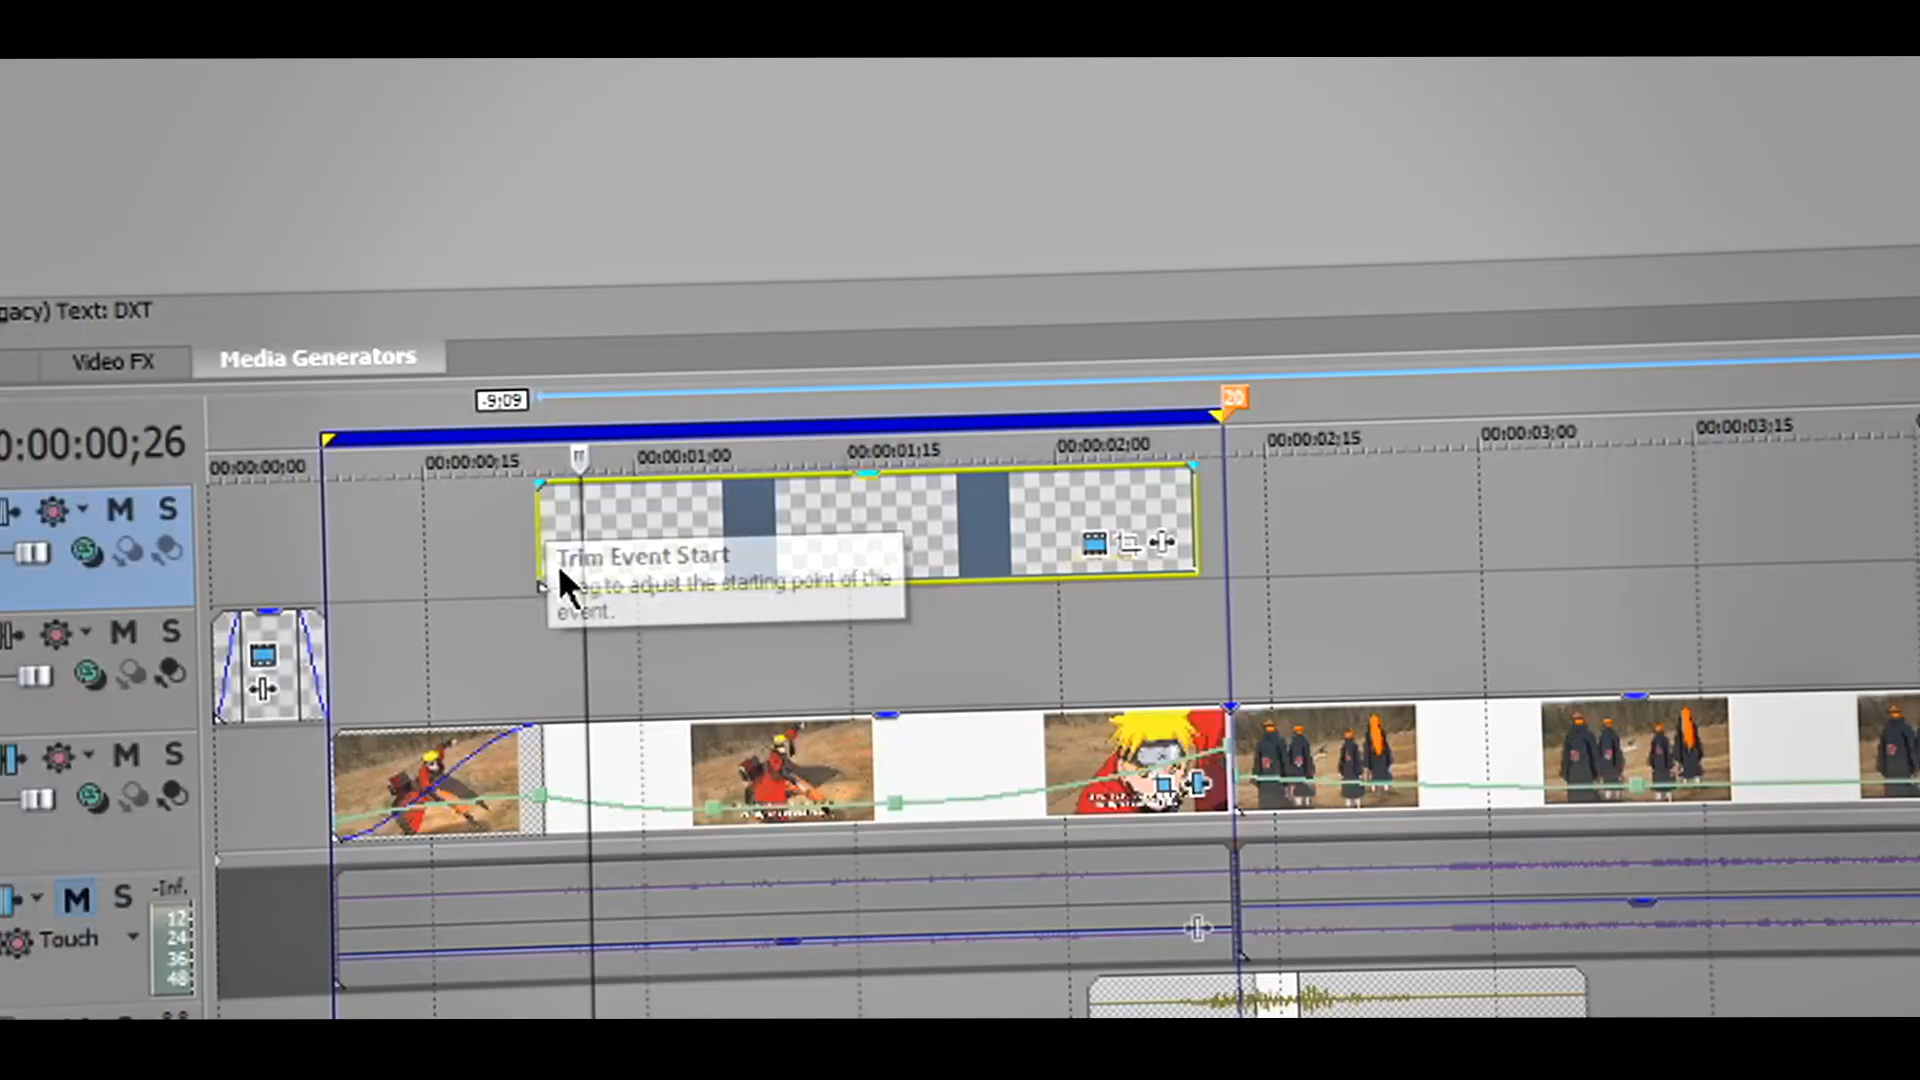 gacy) Text: DXT
Video FX
Media Generators
-9;09
20
0:00:00;26
00:00:00;00
00:00:00;15
00:00:01;00
00:00:01;15
00:00:02;00
00:00:02;15
00:00:03;00
00:00:03;15
M S
Trim Event Start
ag to adjust the starting point of the
event.
M S
M S
M S
-Inf.
12
24
36
48
Touch